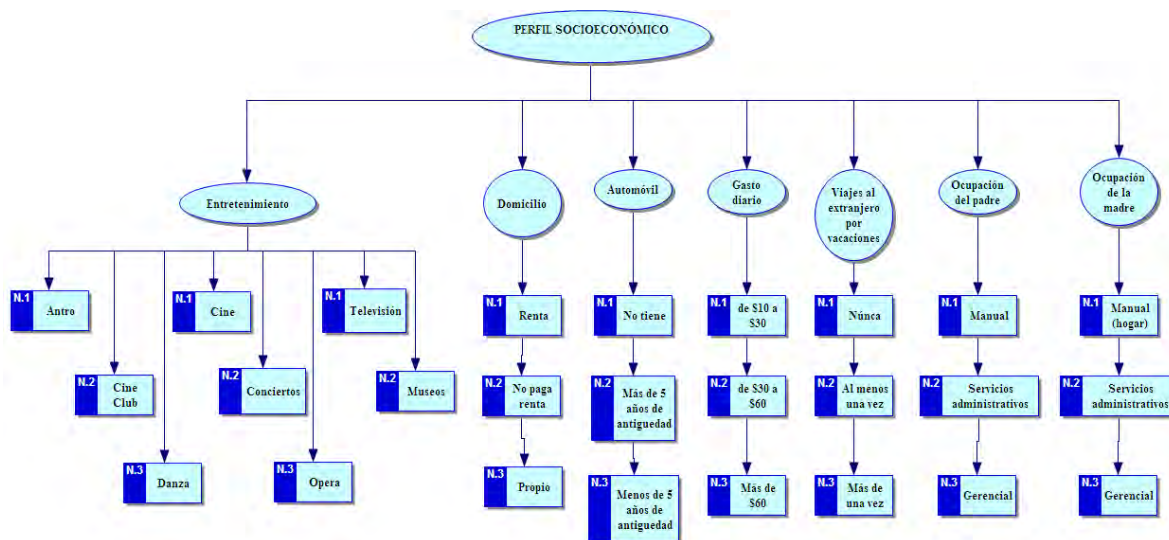 PERFIL SOCIOECONÓMICO
Entretenimiento
Domicilio
Automóvil
Gasto
diario
Viajes al
extranjero
por
vacaciones
Ocupación
del padre
Ocupación
de la
madre
N.1
Antro
N.1
Cine
N.1
Televisión
N.2
Cine
Club
N.2
Conciertos
N.2
Museos
N.3
Danza
N.3
Opera
N.1
Renta
N.2
No paga
renta
N.3
Propio
N.1
No tiene
N.2
Más de 5
años de
antiguedad
N.3
Menos de 5
años de
antiguedad
N.1
de $10 a
$30
N.2
de $30 a
$60
N.3
Más de
$60
N.1
Núnca
N.2
Al menos
una vez
N.3
Más de
una vez
N.1
Manual
N.2
Servicios
administrativos
N.3
Gerencial
N.1
Manual
(hogar)
N.2
Servicios
administrativos
N.3
Gerencial